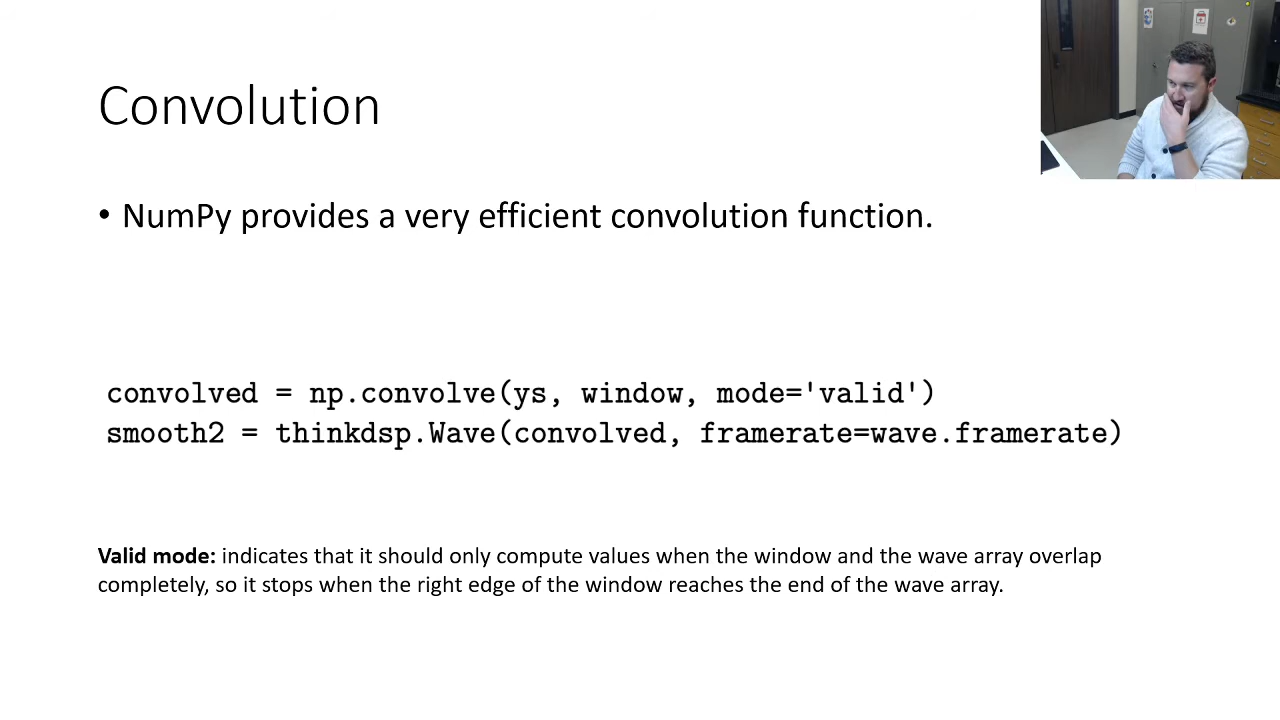 Convolution
• NumPy provides a very efficient convolution function.
convolved = np.convolve(ys, window, mode='valid')
smooth2 = thinkdsp.Wave(convolved, framerate=wave.framerate)
Valid mode: indicates that it should only compute values when the window and the wave array overlap
completely, so it stops when the right edge of the window reaches the end of the wave array.